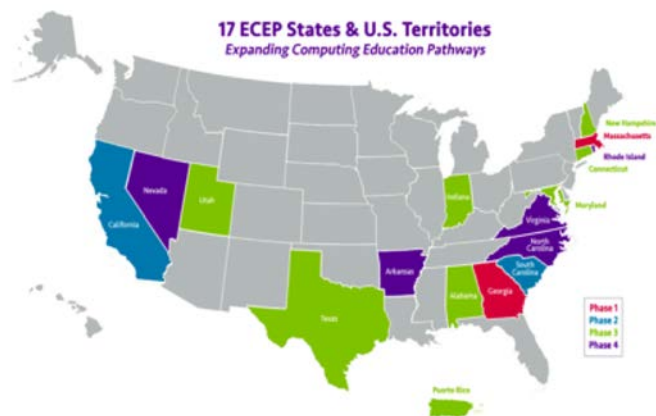 17 ECEP States & U.S. Territories
Expanding Computing Education Pathways
New Hampshire
Massachusetts
Rhode Island
Connecticut
Nevada
Utah
Indiana
Maryland
California
Virginia
North
Carolina
Arkansas
South
Carolina
Alabama
Georgia
Texas
Phase 1
Phase 2
Phase 3
Phase 4
Puerto Rico